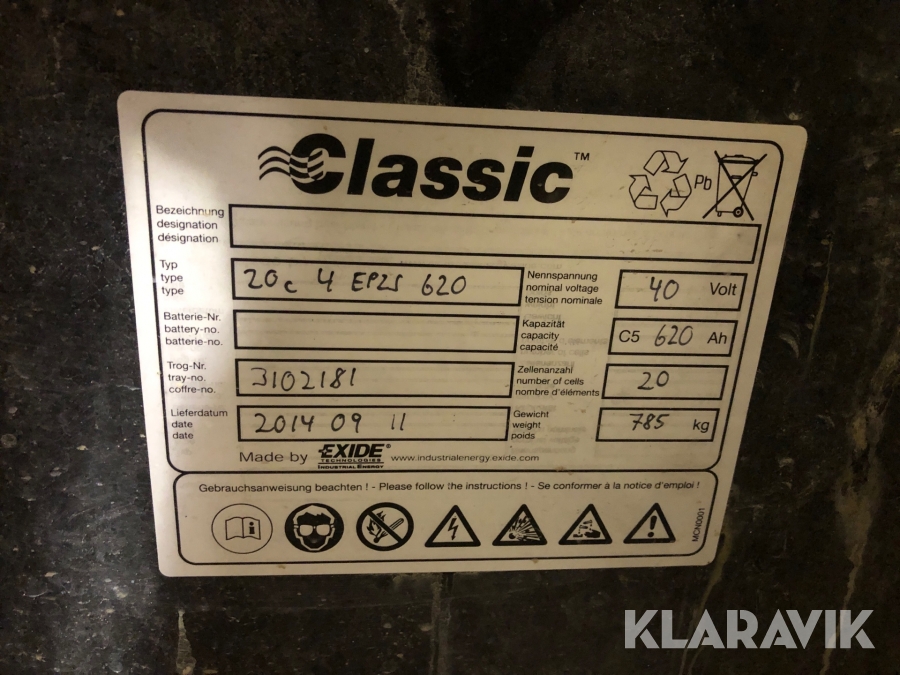 Classic™
Pb
Bezeichnung
designation
désignation
Typ
type
type
20c 4 EPZS 620
Nennspannung
nominal voltage
tension nominale
40 Volt
Batterie-Nr.
battery-no.
batterie-no.
Kapazität
capacity
capacité
C5 620 Ah
Trog-Nr.
tray-no.
coffre-no.
3102181
Zellenanzahl
number of cells
nombre d'éléments
20
Lieferdatum
date
date
2014 09 11
Gewicht
weight
poids
785 kg
Made by EXIDE®
TECHNOLOGIES
INDUSTRIAL ENERGY
www.industrialenergy.exide.com
Gebrauchsanweisung beachten ! - Please follow the instructions ! - Se conformer à la notice d'emploi !
MCN0001
KLARAVIK